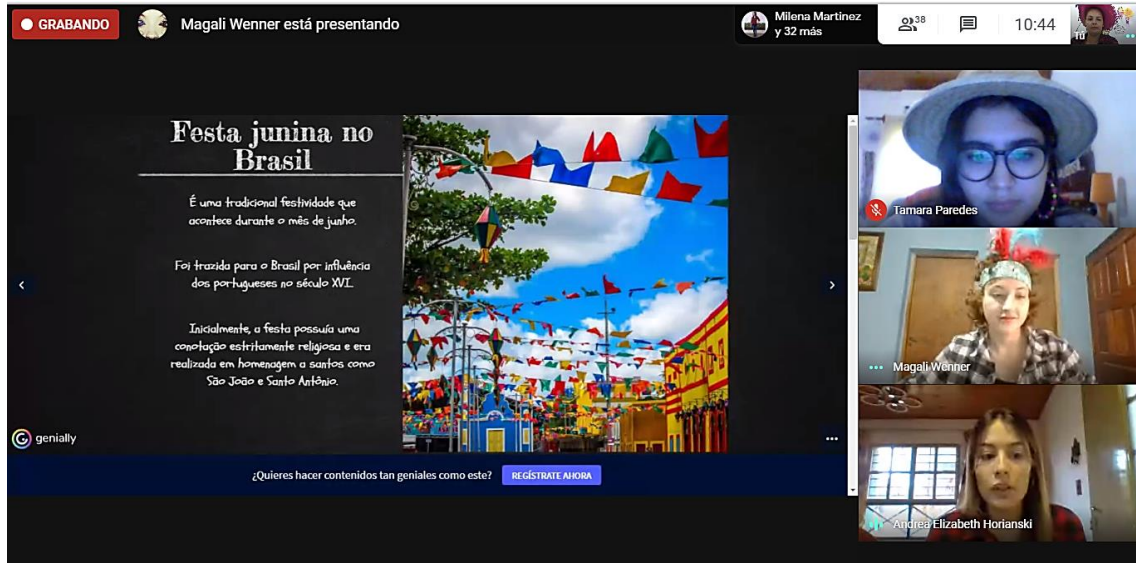 GRABANDO
Magali Wenner está presentando
Milena Martinez
y 32 más
38
10:44
Tú
Festa junina no
Brasil
É uma tradicional festividade que
acontece durante o mês de junho.
Foi trazida para o Brasil por influência
dos portugueses no século XVI.
Inicialmente, a festa possuía uma
conotação estritamente religiosa e era
realizada em homenagem a santos como
São João e Santo Antônio.
Tamara Paredes
Magali Wenner
Andrea Elizabeth Horianski
genially
¿Quieres hacer contenidos tan geniales como este?
REGÍSTRATE AHORA